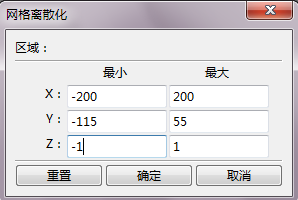 网格离散化
区域：
最小 最大
X： -200 200
Y： -115 55
Z： -1 1
重置 确定 取消